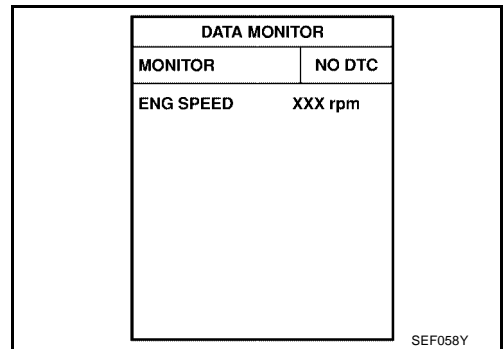 DATA MONITOR
MONITOR NO DTC
ENG SPEED XXX rpm
SEF058Y